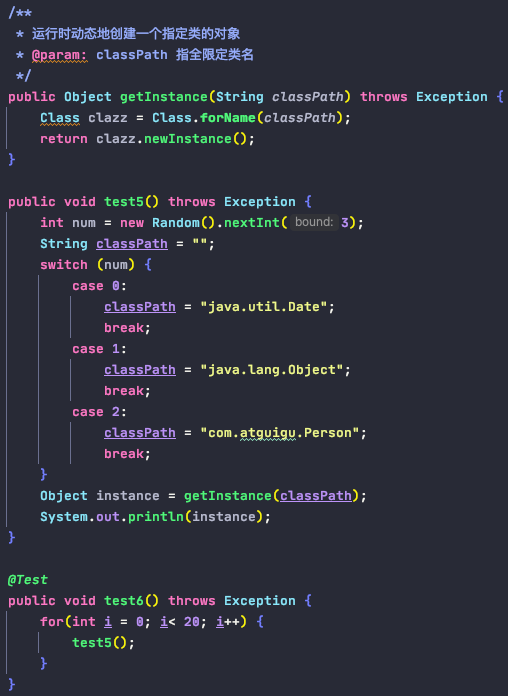 /**
 * 运行时动态地创建一个指定类的对象
 * @param: classPath 指全限定类名
 */
public Object getInstance(String classPath) throws Exception {
    Class clazz = Class.forName(classPath);
    return clazz.newInstance();
}
public void test5() throws Exception {
    int num = new Random().nextInt( bound: 3);
    String classPath = "";
    switch (num) {
        case 0:
            classPath = "java.util.Date";
            break;
        case 1:
            classPath = "java.lang.Object";
            break;
        case 2:
            classPath = "com.atguigu.Person";
            break;
    }
    Object instance = getInstance(classPath);
    System.out.println(instance);
}
@Test
public void test6() throws Exception {
    for(int i = 0; i< 20; i++) {
        test5();
    }
}